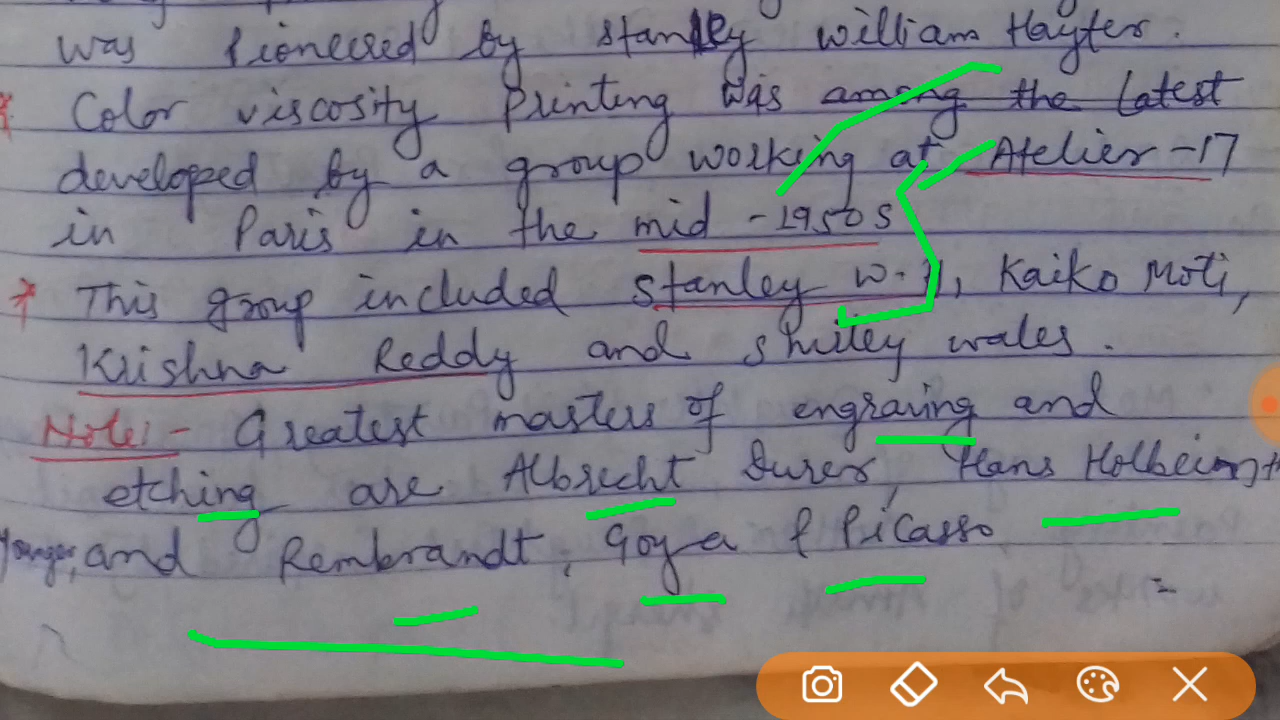 was Pioneered by Stanley william Hayter.
* Color viscosity Printing was among the Latest
developed by a group working at Atelier-17
in Paris in the mid - 1950s
* This group included Stanley W. H, Kaiko Moti,
Krishna Reddy and Shirley wales.
Note:- Greatest masters of engraving and
etching are Albrecht Durer, Hans Holbein
Younger, and Rembrandt, Goya & Picasso